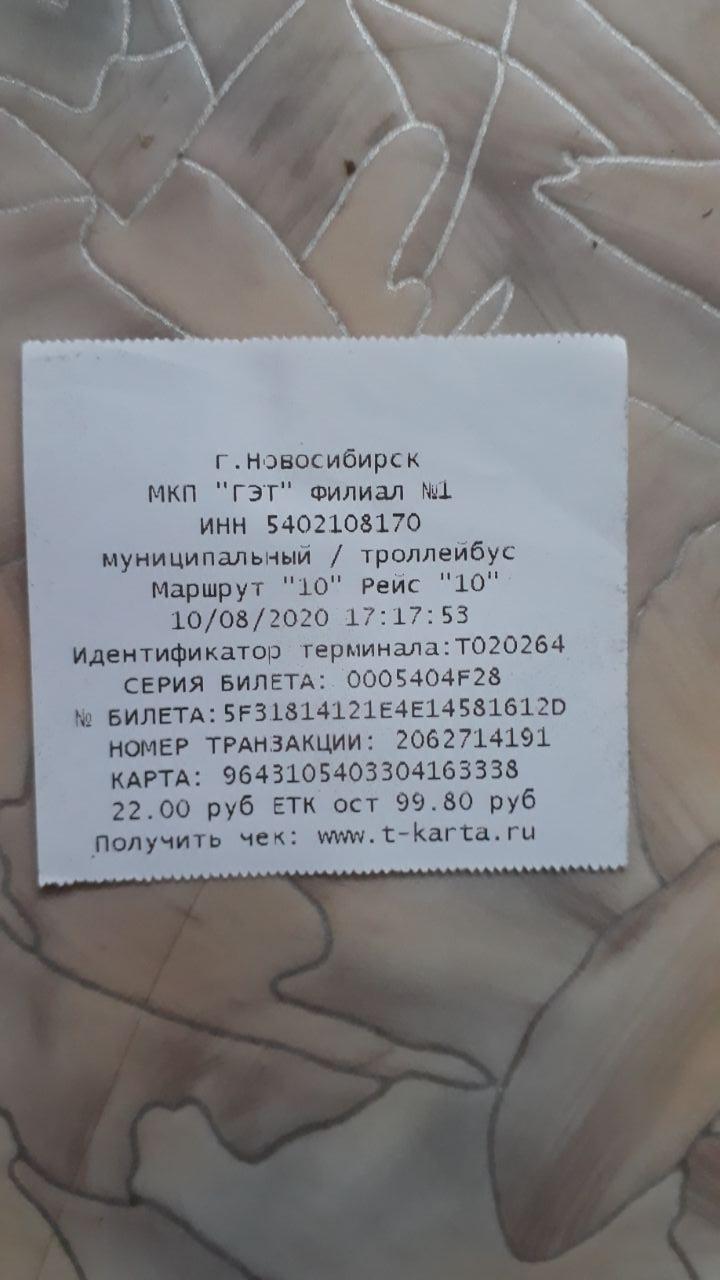 г.Новосибирск
МКП "ГЭТ" Филиал №1
ИНН 5402108170
муниципальный / троллейбус
Маршрут "10" Рейс "10"
10/08/2020 17:17:53
Идентификатор терминала:T020264
СЕРИЯ БИЛЕТА: 0005404F28
№ БИЛЕТА:5F31814121E4E14581612D
НОМЕР ТРАНЗАКЦИИ: 2062714191
КАРТА: 9643105403304163338
22.00 руб ЕТК ост 99.80 руб
Получить чек: www.t-karta.ru